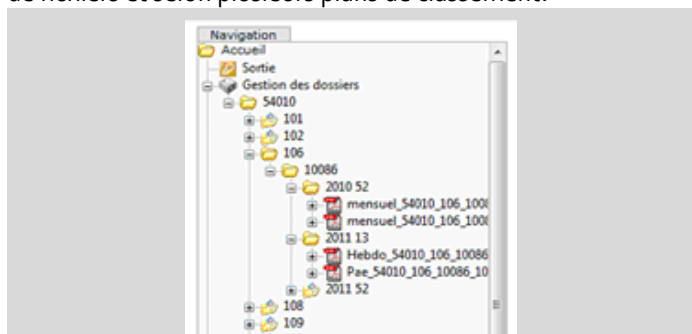 de fichiers et selon plusieurs plans de classement.
Navigation
Accueil
Sortie
Gestion des dossiers
54010
101
102
106
10086
2010 52
mensuel_54010_106_1008
mensuel_54010_106_1008
2011 13
Hebdo_54010_106_10086
Pae_54010_106_10086_10
2011 52
108
109